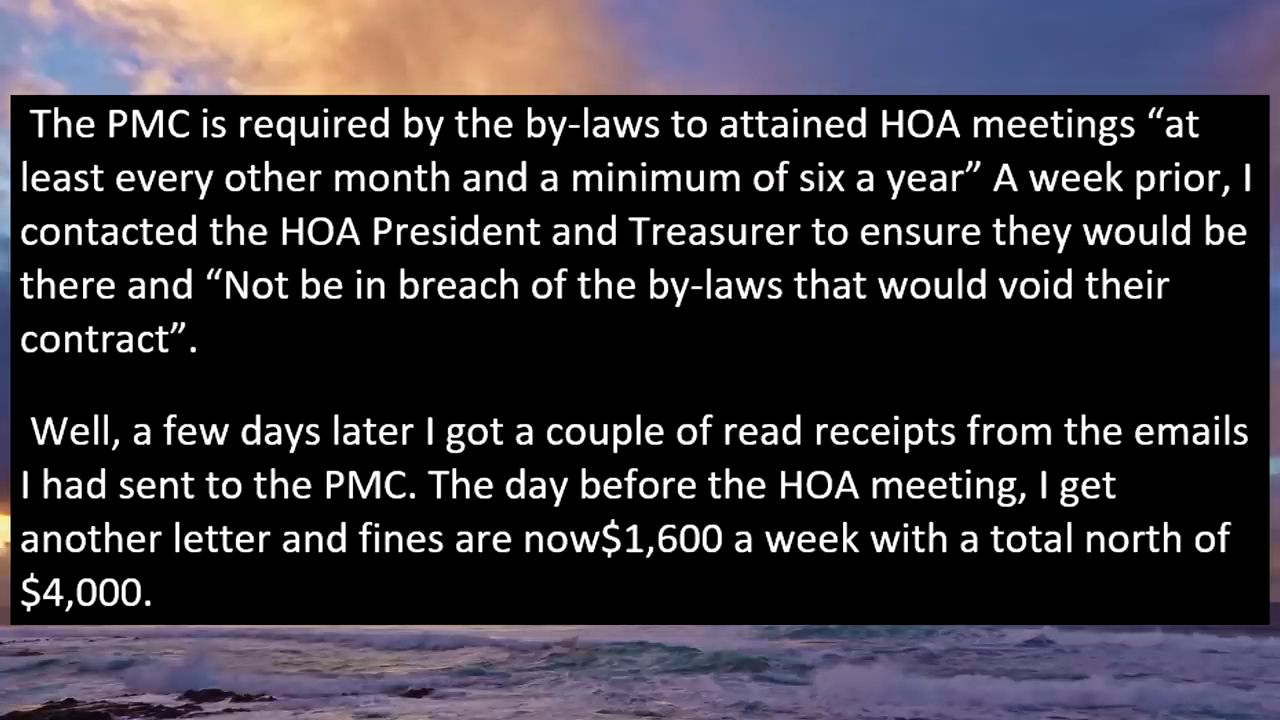 The PMC is required by the by-laws to attained HOA meetings “at
least every other month and a minimum of six a year” A week prior, I
contacted the HOA President and Treasurer to ensure they would be
there and “Not be in breach of the by-laws that would void their
contract”.
Well, a few days later I got a couple of read receipts from the emails
I had sent to the PMC. The day before the HOA meeting, I get
another letter and fines are now$1,600 a week with a total north of
$4,000.